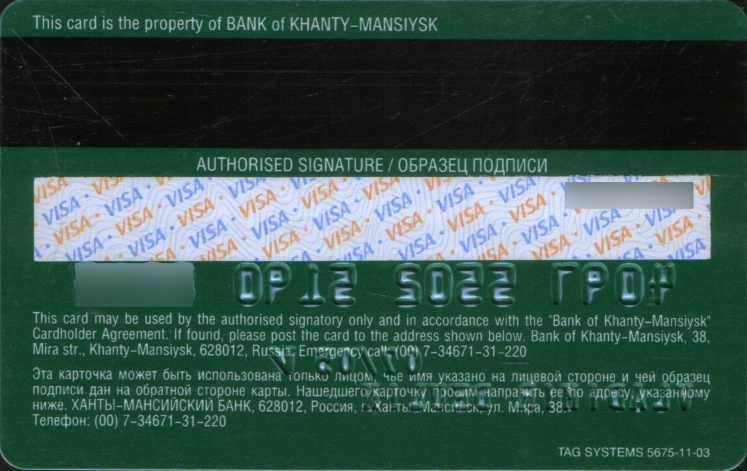 This card is the property of BANK of KHANTY-MANSIYSK
AUTHORISED SIGNATURE / ОБРАЗЕЦ ПОДПИСИ
VISA
This card may be used by the authorised signatory only and in accordance with the "Bank of Khanty-Mansiysk"
Cardholder Agreement. If found, please post the card to the address shown below. Bank of Khanty-Mansiysk, 38,
Mira str., Khanty-Mansiysk, 628012, Russia. Emergency call: (00) 7-34671-31-220
Эта карточка может быть использована только лицом, чье имя указано на лицевой стороне и чей образец
подписи дан на обратной стороне карты. Нашедшего карточку просим направить ее по адресу, указанному
ниже. ХАНТЫ-МАНСИЙСКИЙ БАНК, 628012, Россия, г.Ханты-Мансийск, ул. Мира, 38.
Телефон: (00) 7-34671-31-220
TAG SYSTEMS 5675-11-03